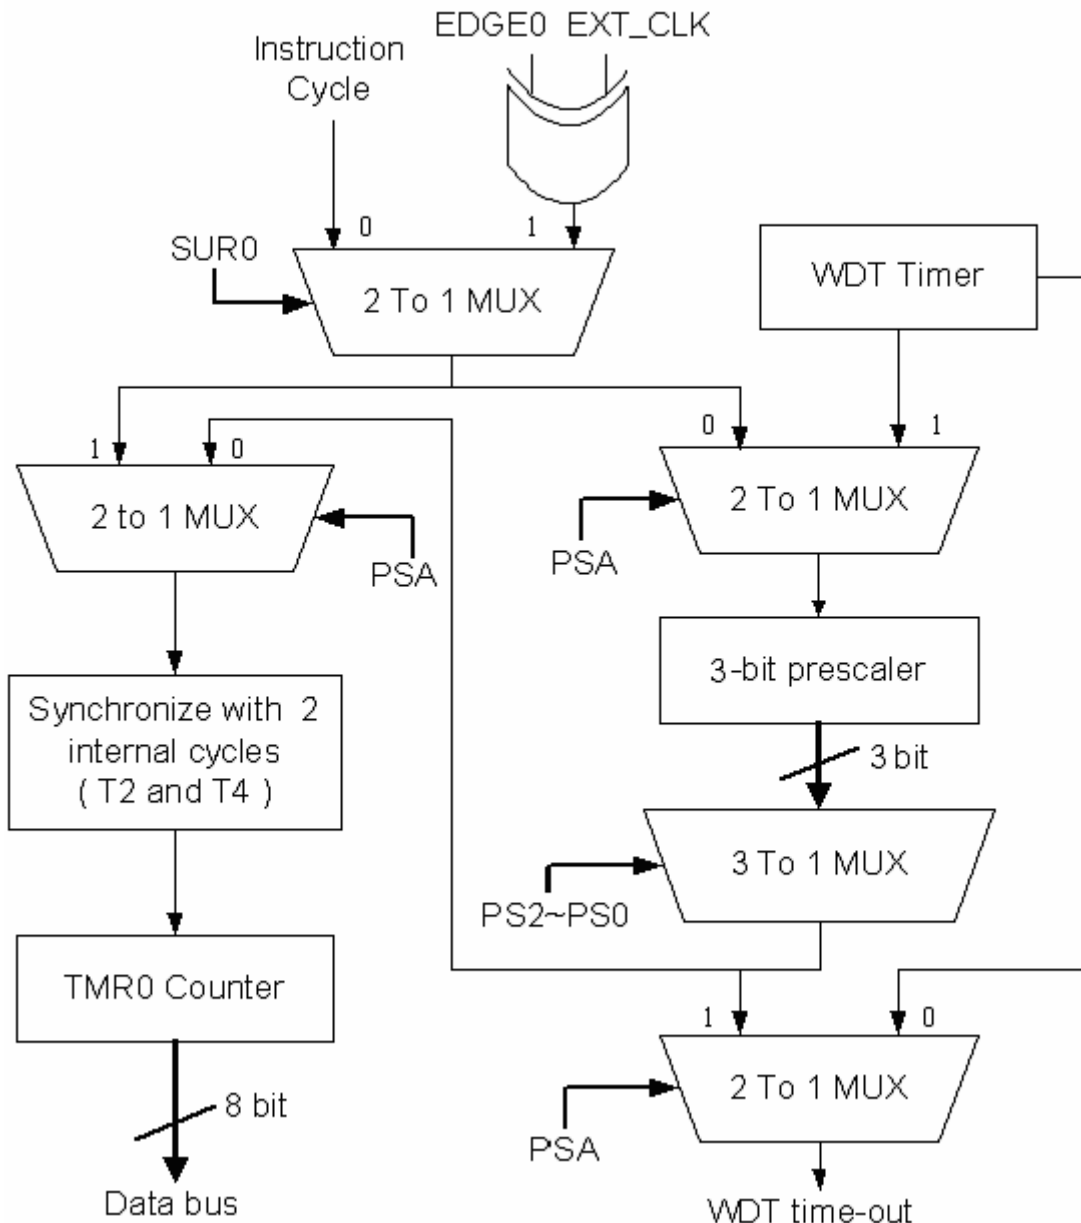 EDGE0 EXT_CLK
Instruction
Cycle
0
1
SUR0
2 To 1 MUX
WDT Timer
1
0
0
1
2 to 1 MUX
PSA
2 To 1 MUX
PSA
3-bit prescaler
Synchronize with 2
internal cycles
( T2 and T4 )
3 bit
3 To 1 MUX
PS2~PS0
TMR0 Counter
1
0
2 To 1 MUX
PSA
8 bit
Data bus
WDT time-out